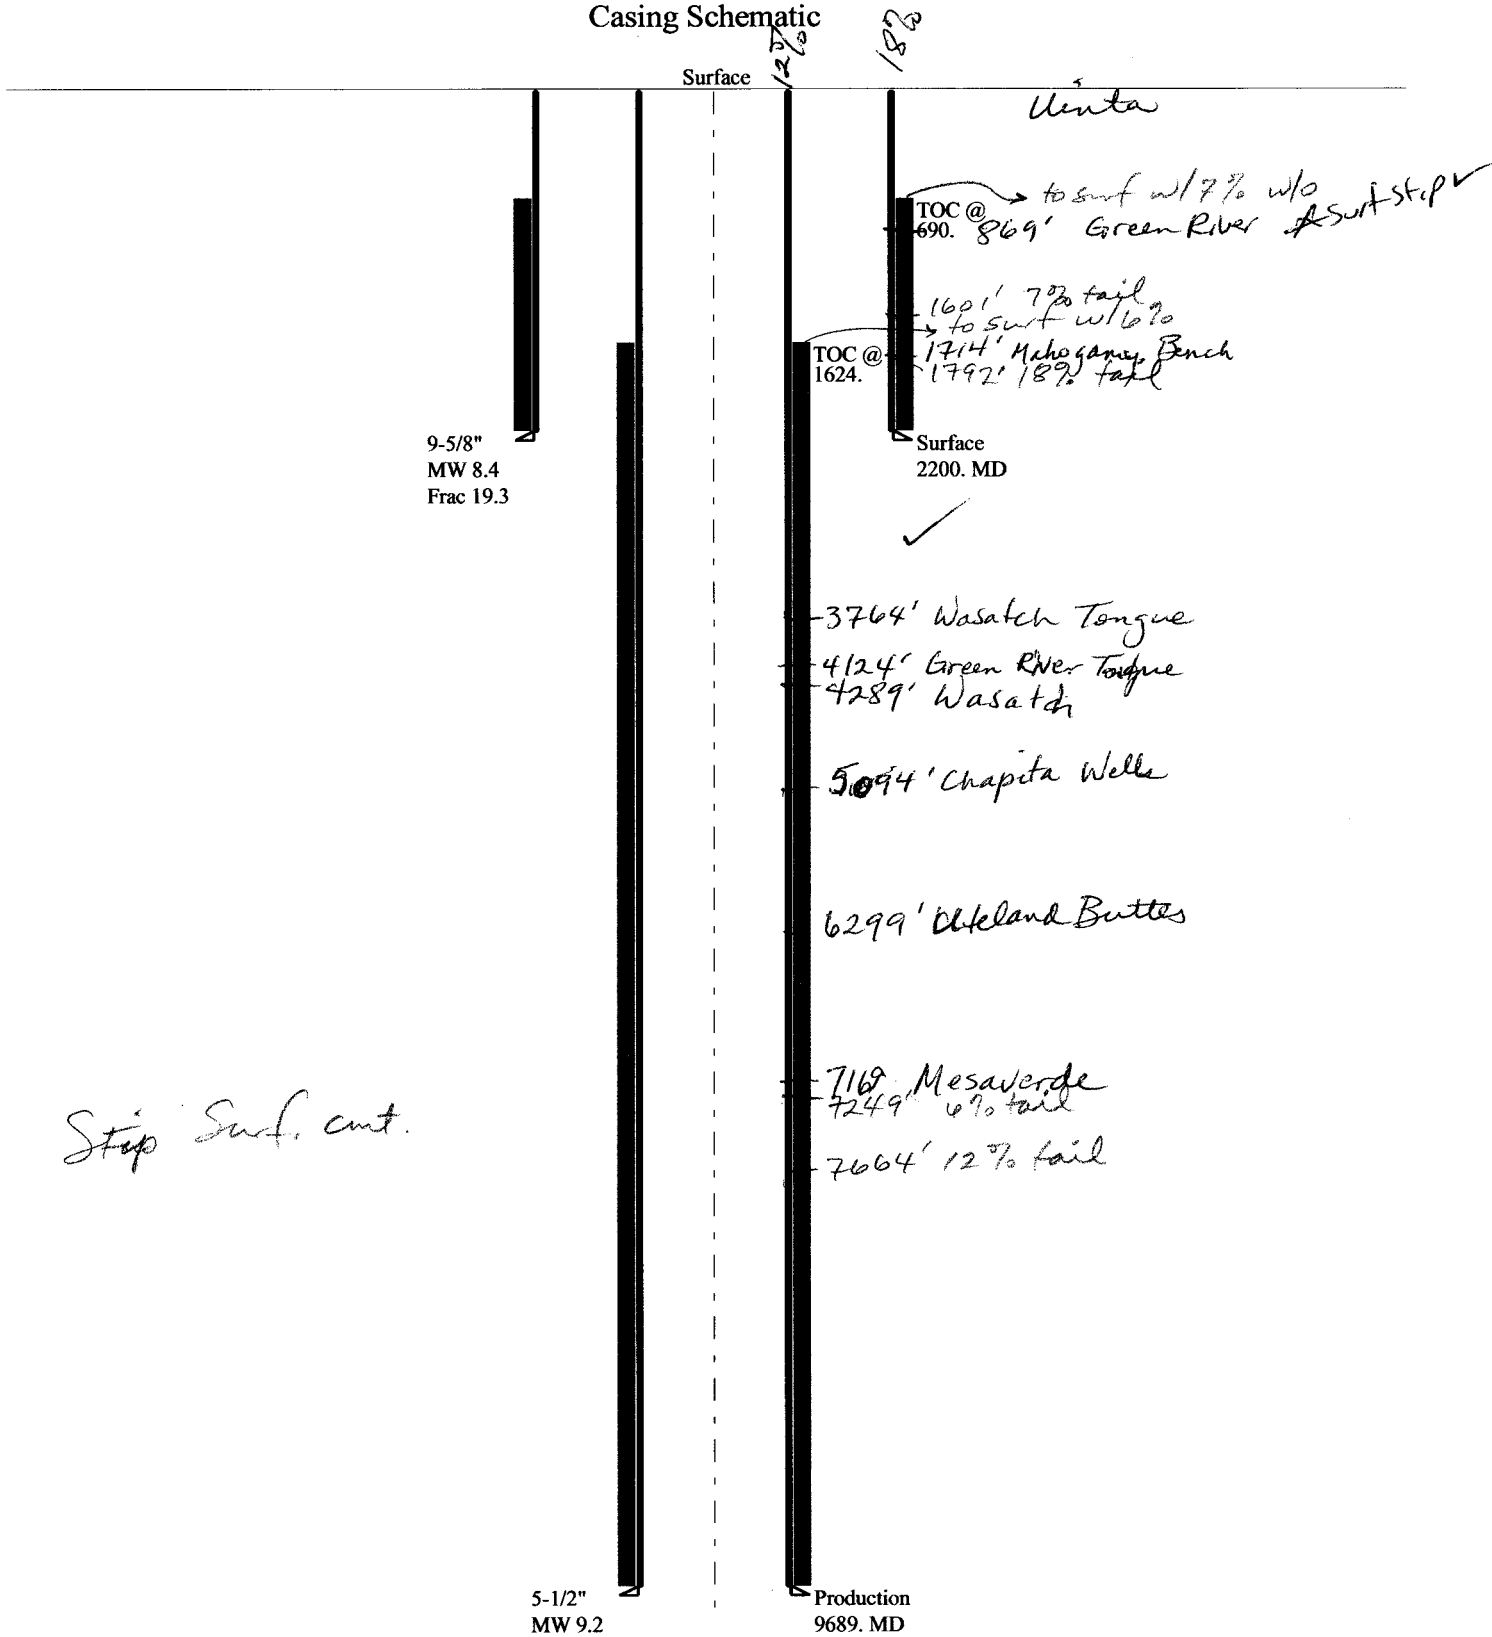 Casing Schematic
12%
18%
Surface
Uinta
to surf w/7% w/o
TOC @
690.
869' Green River *surf stip ✓
1601' 7% tail
to surf w/6%
TOC @
1624.
1714' Mahogany Bench
1792' 18% tail
9-5/8"
MW 8.4
Frac 19.3
Surface
2200. MD
✓
3764' Wasatch Tongue
4124' Green River Tongue
4289' Wasatch
5094' Chapita Wells
6299' Uteland Buttes
7169 Mesaverde
7249' 6% tail
Stip Surf. cmt.
7664' 12% tail
5-1/2"
MW 9.2
Production
9689. MD